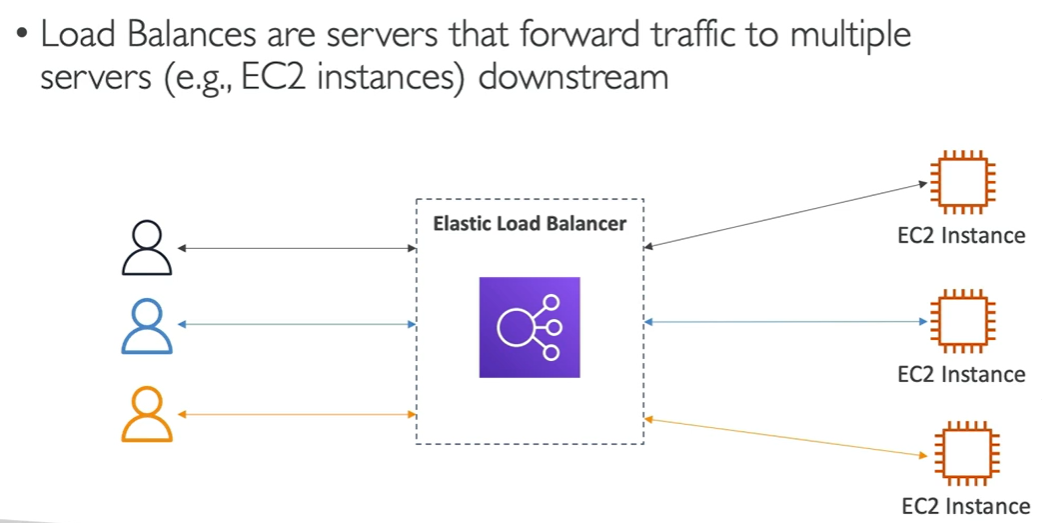 • Load Balances are servers that forward traffic to multiple
servers (e.g., EC2 instances) downstream
Elastic Load Balancer
EC2 Instance
EC2 Instance
EC2 Instance